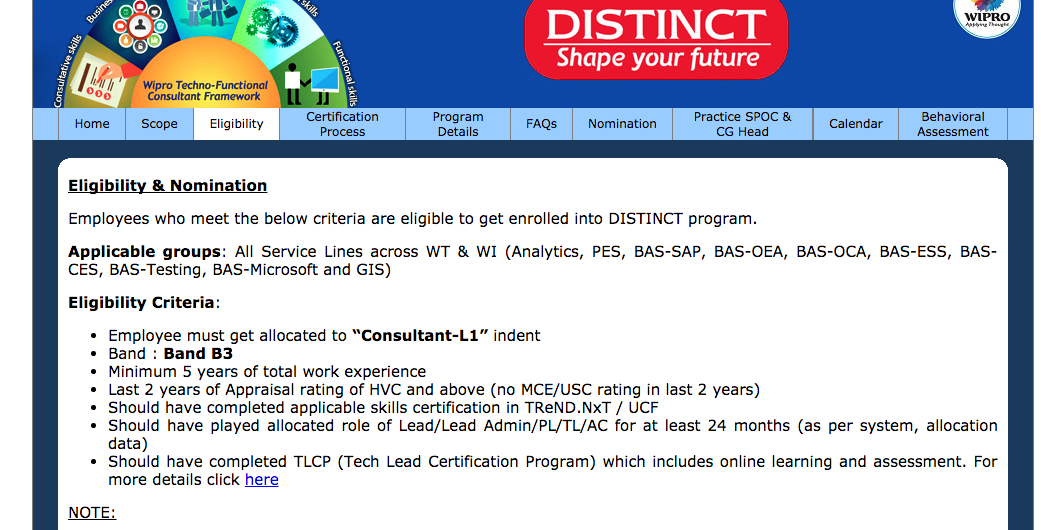 Consultative skills
Busine
skills
Functional skills
Wipro Techno-Functional
Consultant Framework
DISTINCT
Shape your future
WIPRO
Applying Thought
Home
Scope
Eligibility
Certification
Process
Program
Details
FAQs
Nomination
Practice SPOC &
CG Head
Calendar
Behavioral
Assessment
Eligibility & Nomination
Employees who meet the below criteria are eligible to get enrolled into DISTINCT program.
Applicable groups: All Service Lines across WT & WI (Analytics, PES, BAS-SAP, BAS-OEA, BAS-OCA, BAS-ESS, BAS-
CES, BAS-Testing, BAS-Microsoft and GIS)
Eligibility Criteria:
• Employee must get allocated to “Consultant-L1” indent
• Band : Band B3
• Minimum 5 years of total work experience
• Last 2 years of Appraisal rating of HVC and above (no MCE/USC rating in last 2 years)
• Should have completed applicable skills certification in TReND.NxT / UCF
• Should have played allocated role of Lead/Lead Admin/PL/TL/AC for at least 24 months (as per system, allocation
data)
• Should have completed TLCP (Tech Lead Certification Program) which includes online learning and assessment. For
more details click here
NOTE: